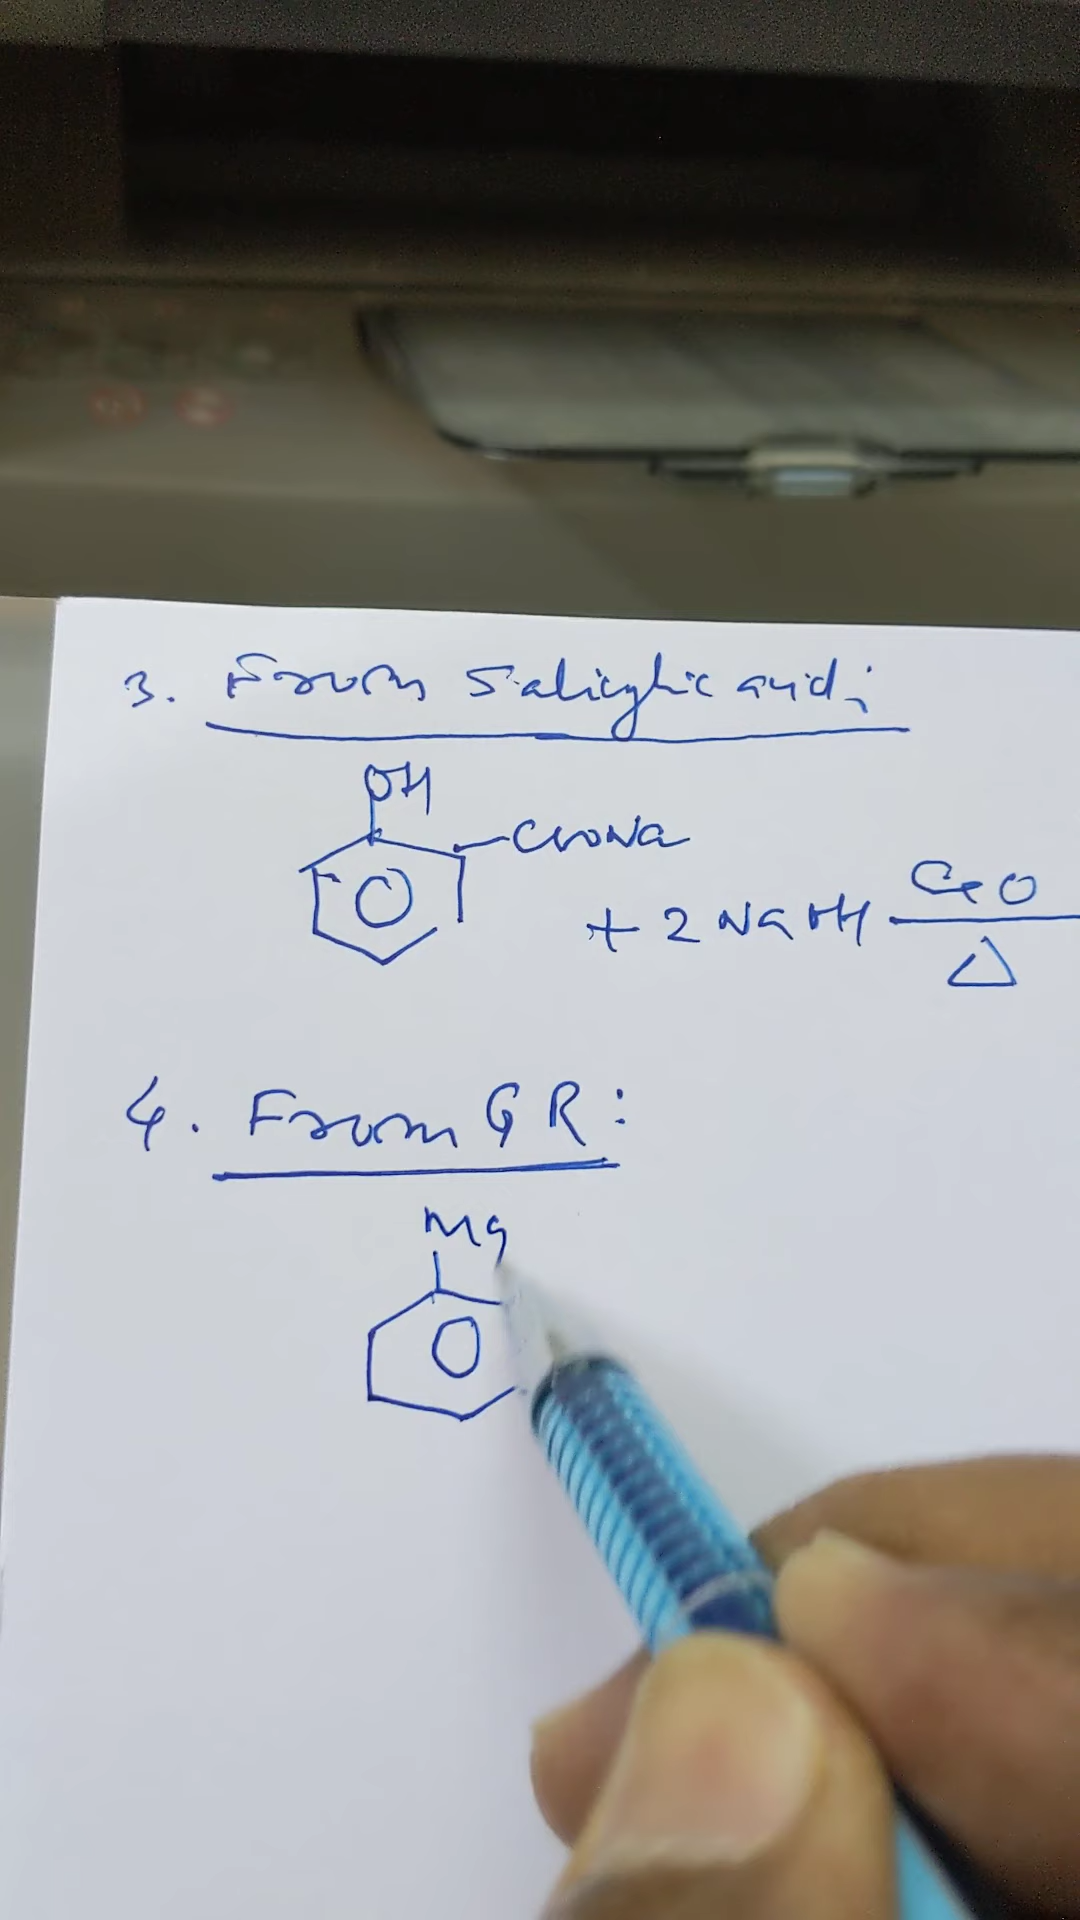 3. From Salicylic acid:
OH
COONa
+ 2 NaOH CaO
Δ
4. From GR:
Mg